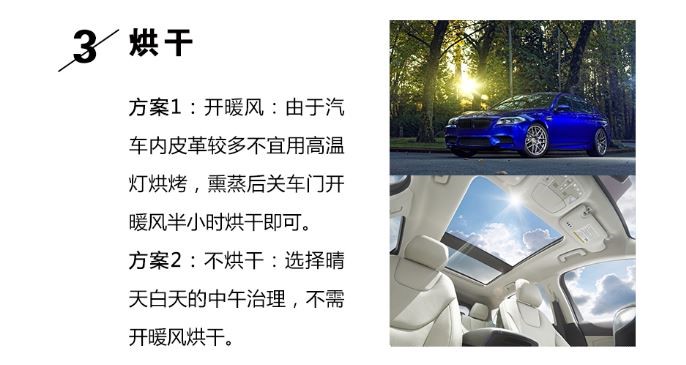 3 烘干
方案1：开暖风：由于汽
车内皮革较多不宜用高温
灯烘烤，熏蒸后关车门开
暖风半小时烘干即可。
方案2：不烘干：选择晴
天白天的中午治理，不需
开暖风烘干。